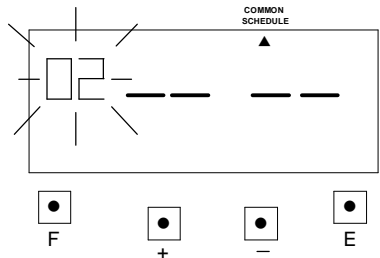 COMMON
SCHEDULE
02 -- --
F + - E